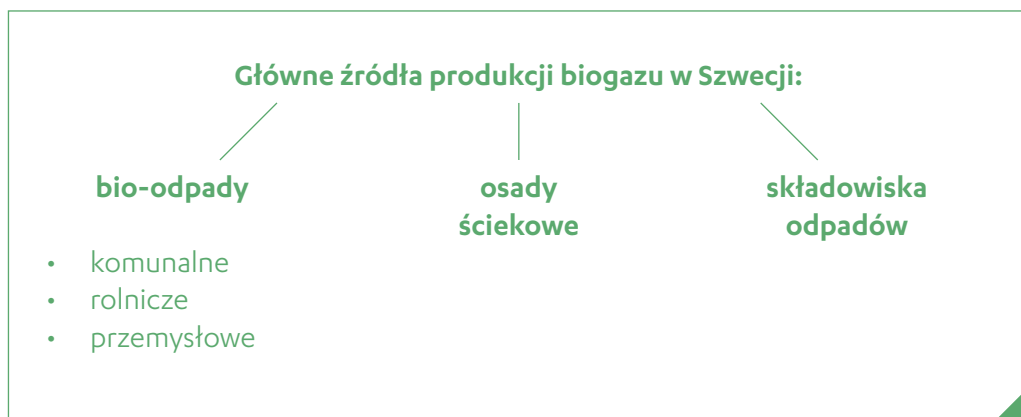 Główne źródła produkcji biogazu w Szwecji:
bio-odpady
• komunalne
• rolnicze
• przemysłowe
osady
ściekowe
składowiska
odpadów